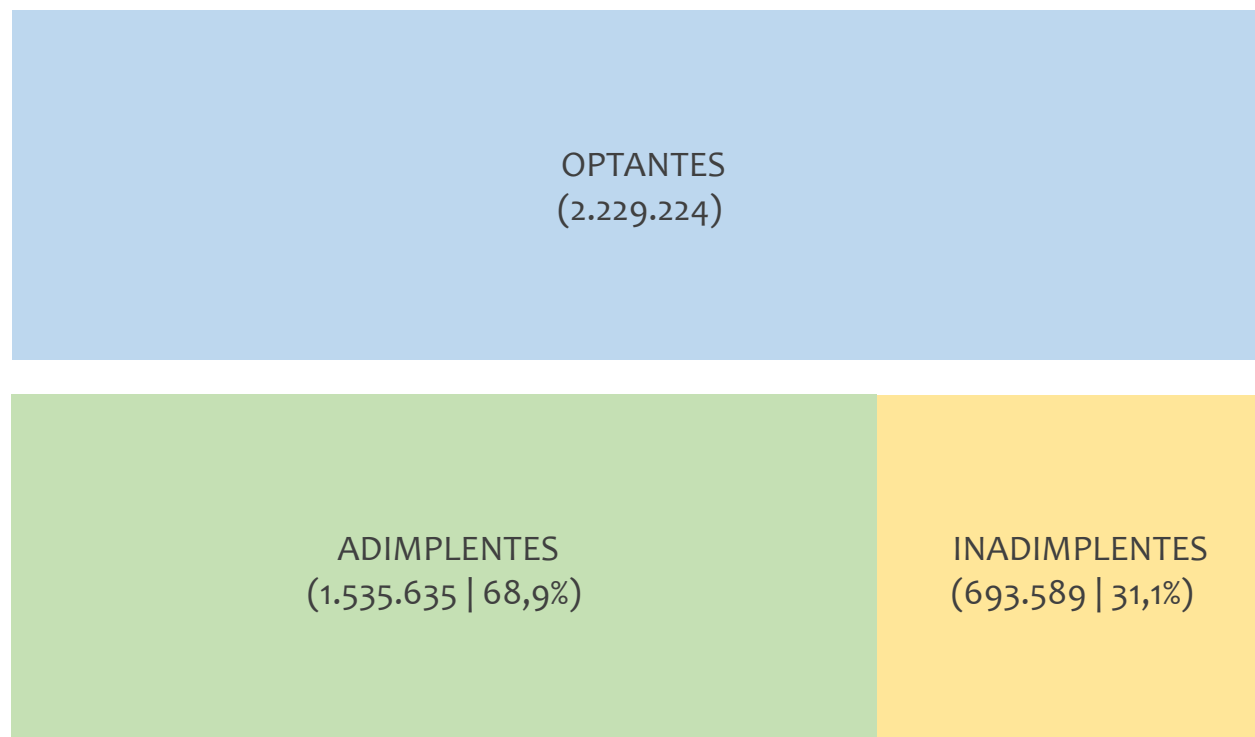 OPTANTES
(2.229.224)
ADIMPLENTES
(1.535.635 | 68,9%)
INADIMPLENTES
(693.589 | 31,1%)